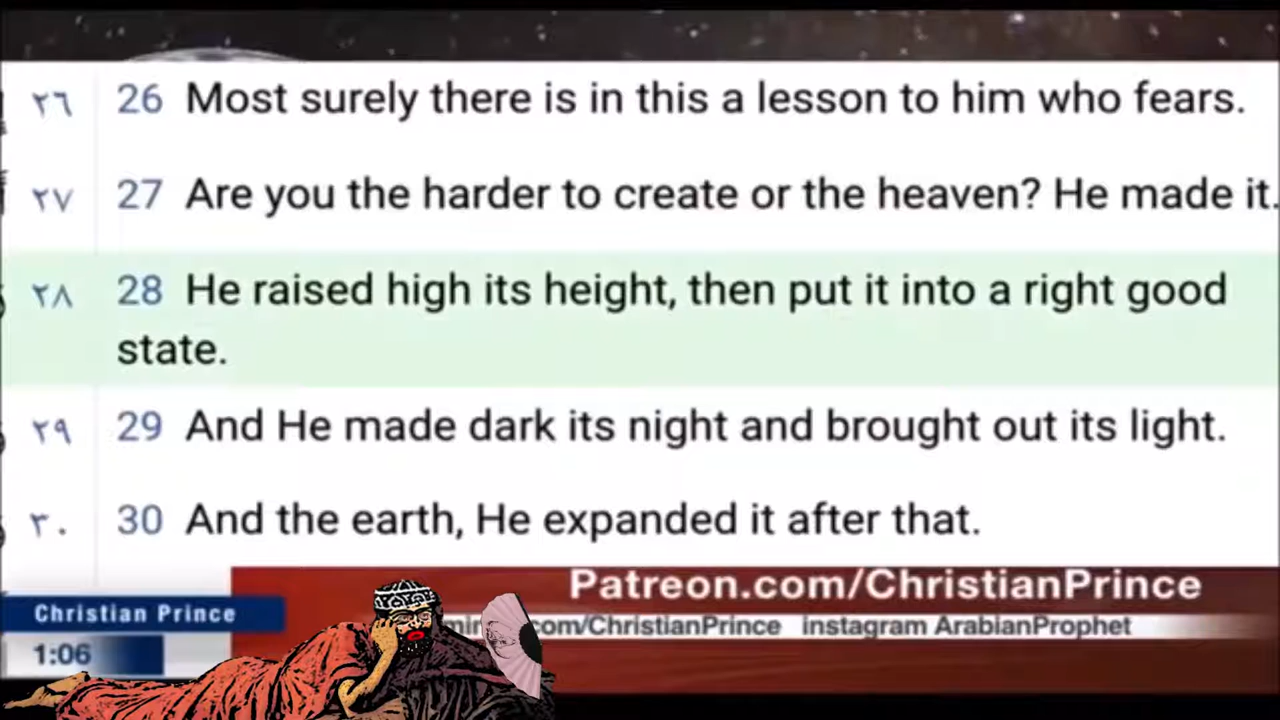 ٢٦ 26 Most surely there is in this a lesson to him who fears.
٢٧ 27 Are you the harder to create or the heaven? He made it.
٢٨ 28 He raised high its height, then put it into a right good
state.
٢٩ 29 And He made dark its night and brought out its light.
٣٠ 30 And the earth, He expanded it after that.
Patreon.com/ChristianPrince
Christian Prince
com/ChristianPrince instagram ArabianProphet
1:06